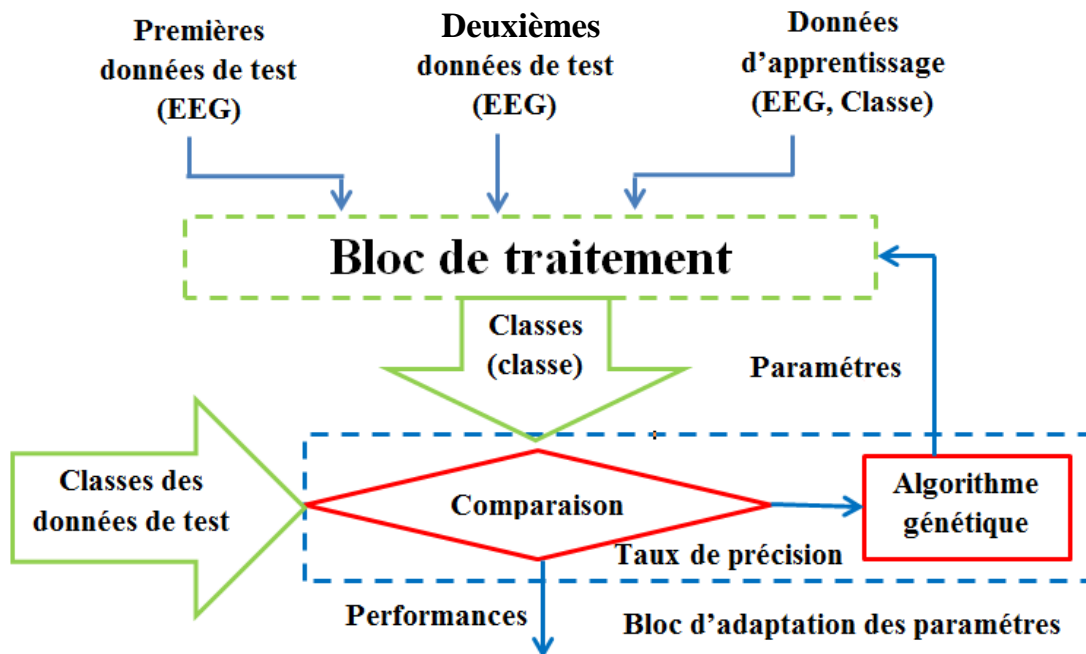 Premières
données de test
(EEG)
Deuxièmes
données de test
(EEG)
Données
d'apprentissage
(EEG, Classe)
Bloc de traitement
Classes
(classe)
Paramétres
Classes des
données de test
Comparaison
Algorithme
génétique
Taux de précision
Performances
Bloc d'adaptation des paramétres